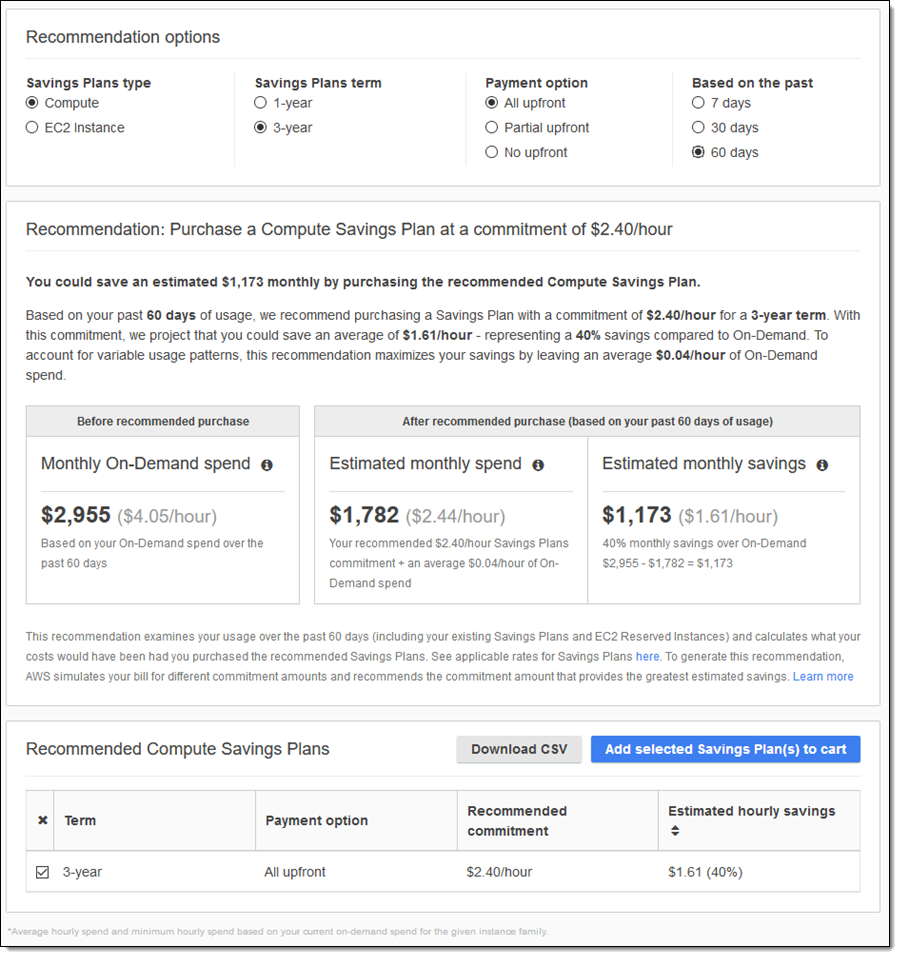 Recommendation options
Savings Plans type
Compute
EC2 Instance
Savings Plans term
1-year
3-year
Payment option
All upfront
Partial upfront
No upfront
Based on the past
7 days
30 days
60 days
Recommendation: Purchase a Compute Savings Plan at a commitment of $2.40/hour
You could save an estimated $1,173 monthly by purchasing the recommended Compute Savings Plan.
Based on your past 60 days of usage, we recommend purchasing a Savings Plan with a commitment of $2.40/hour for a 3-year term. With
this commitment, we project that you could save an average of $1.61/hour - representing a 40% savings compared to On-Demand. To
account for variable usage patterns, this recommendation maximizes your savings by leaving an average $0.04/hour of On-Demand
spend.
Before recommended purchase
Monthly On-Demand spend
$2,955 ($4.05/hour)
Based on your On-Demand spend over the
past 60 days
After recommended purchase (based on your past 60 days of usage)
Estimated monthly spend
$1,782 ($2.44/hour)
Your recommended $2.40/hour Savings Plans
commitment + an average $0.04/hour of On-
Demand spend
Estimated monthly savings
$1,173 ($1.61/hour)
40% monthly savings over On-Demand
$2,955 - $1,782 = $1,173
This recommendation examines your usage over the past 60 days (including your existing Savings Plans and EC2 Reserved Instances) and calculates what your
costs would have been had you purchased the recommended Savings Plans. See applicable rates for Savings Plans here. To generate this recommendation,
AWS simulates your bill for different commitment amounts and recommends the commitment amount that provides the greatest estimated savings. Learn more
Recommended Compute Savings Plans
Download CSV
Add selected Savings Plan(s) to cart
Term
Payment option
Recommended
commitment
Estimated hourly savings
3-year
All upfront
$2.40/hour
$1.61 (40%)
*Average hourly spend and minimum hourly spend based on your current on-demand spend for the given instance family.